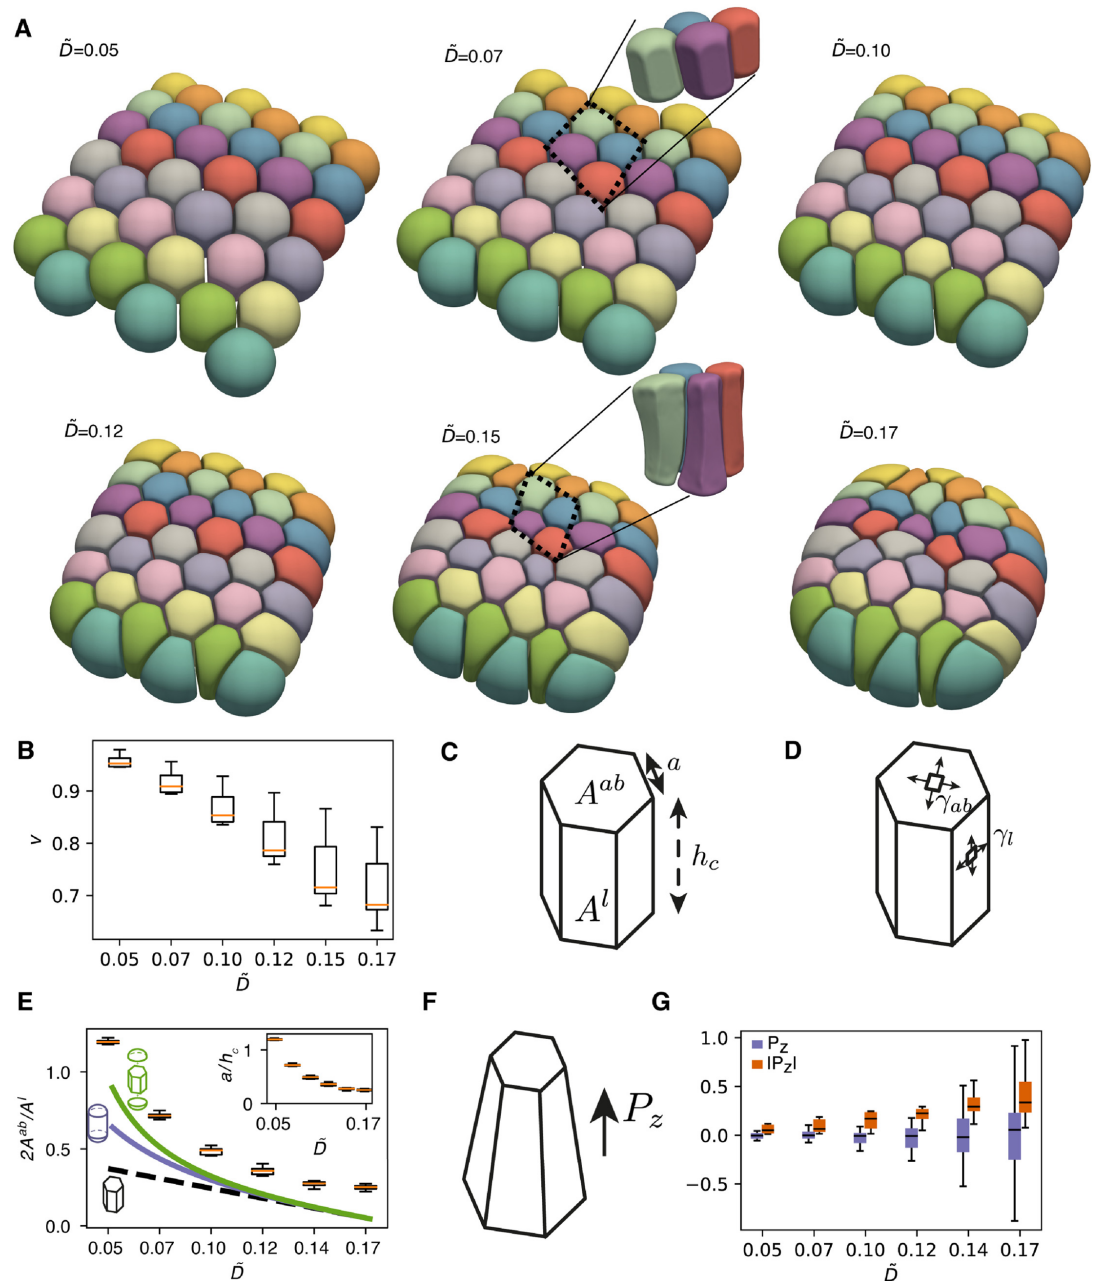 A
D̃=0.05
D̃=0.07
D̃=0.10
D̃=0.12
D̃=0.15
D̃=0.17
B
0.9
0.8
0.7
v
0.05 0.07 0.10 0.12 0.15 0.17
D̃
C
a
A^{ab}
h_c
A^l
D
γ_{ab}
γ_l
E
1.0
0.5
0.0
2A^{ab}/A^l
0.05 0.07 0.10 0.12 0.14 0.17
D̃
a/h_c
1
0
0.05 0.17
D̃
F
P_z
G
P_z
|P_z|
1.0
0.5
0.0
−0.5
0.05 0.07 0.10 0.12 0.14 0.17
D̃